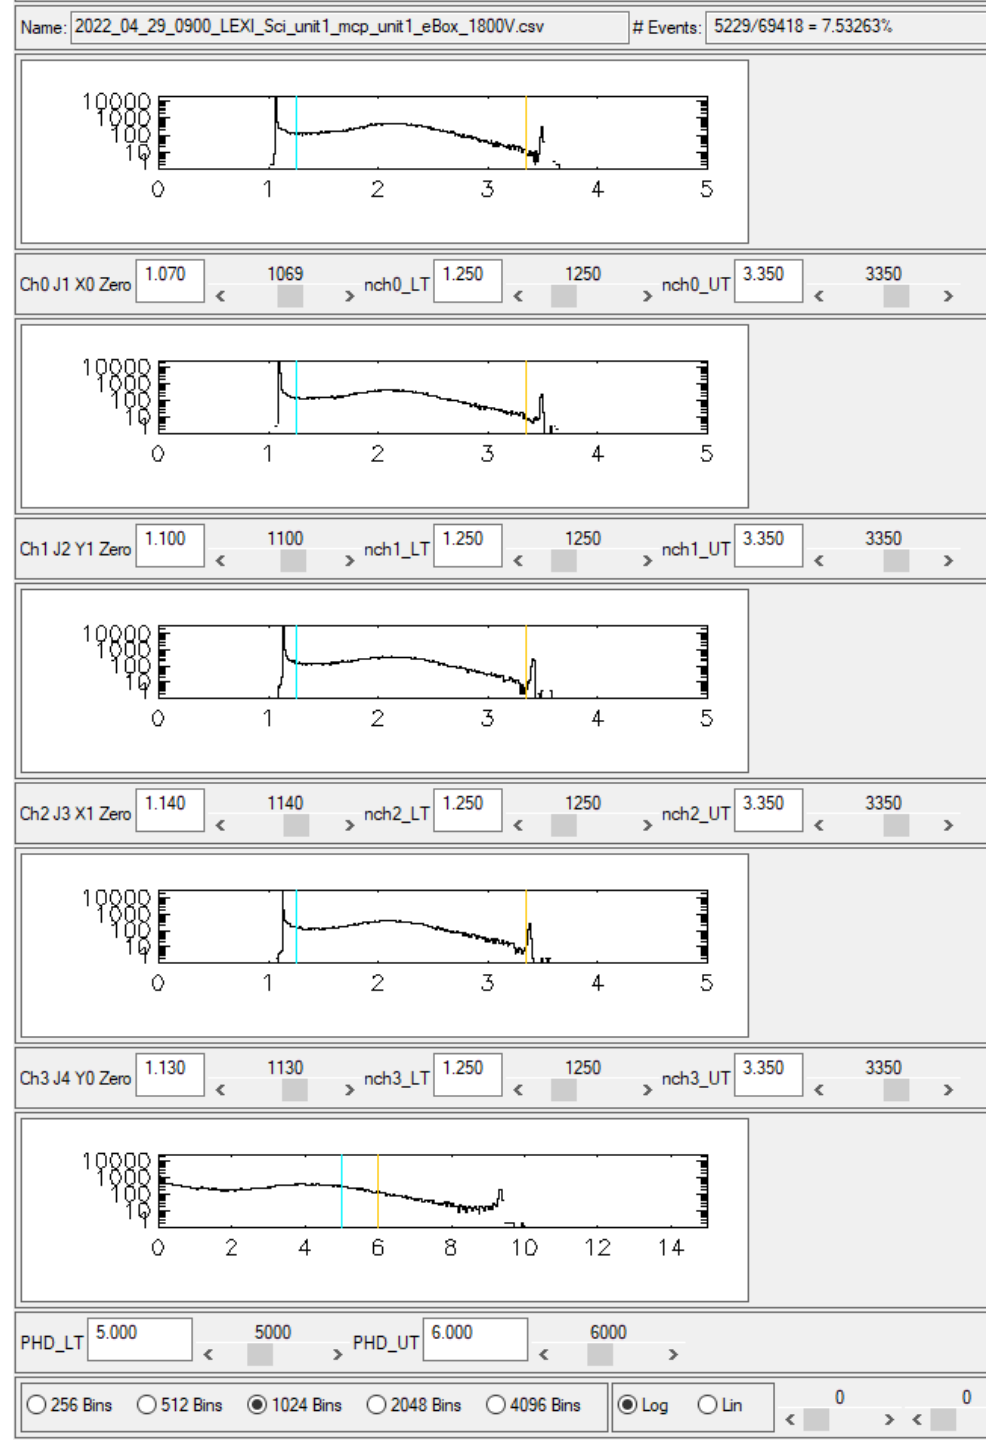 Name: 2022_04_29_0900_LEXI_Sci_unit1_mcp_unit1_eBox_1800V.csv # Events: 5229/69418 = 7.53263%
10000
1000
100
10
1
0 1 2 3 4 5
Ch0 J1 X0 Zero 1.070 1069 < > nch0_LT 1.250 1250 < > nch0_UT 3.350 3350 < >
10000
1000
100
10
1
0 1 2 3 4 5
Ch1 J2 Y1 Zero 1.100 1100 < > nch1_LT 1.250 1250 < > nch1_UT 3.350 3350 < >
10000
1000
100
10
1
0 1 2 3 4 5
Ch2 J3 X1 Zero 1.140 1140 < > nch2_LT 1.250 1250 < > nch2_UT 3.350 3350 < >
10000
1000
100
10
1
0 1 2 3 4 5
Ch3 J4 Y0 Zero 1.130 1130 < > nch3_LT 1.250 1250 < > nch3_UT 3.350 3350 < >
10000
1000
100
10
1
0 2 4 6 8 10 12 14
PHD_LT 5.000 5000 < > PHD_UT 6.000 6000 < >
256 Bins 512 Bins 1024 Bins 2048 Bins 4096 Bins Log Lin 0 < > 0 <